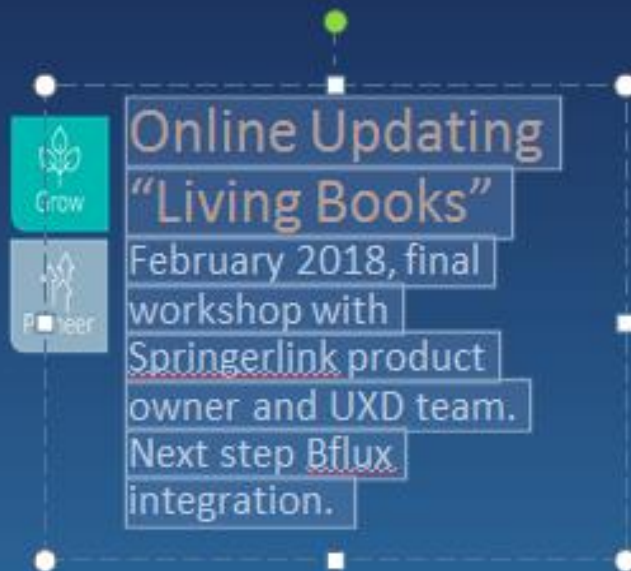 Grow
Pioneer
Online Updating
“Living Books”
February 2018, final
workshop with
Springerlink product
owner and UXD team.
Next step Bflux
integration.